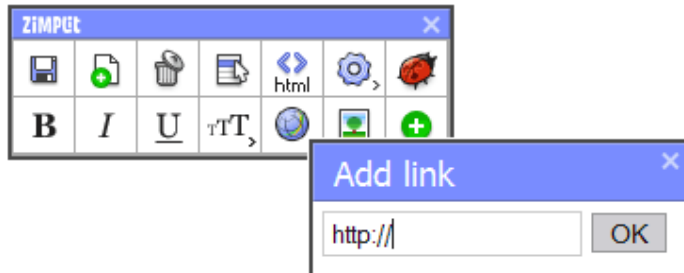 ZiMPLit
html
B I U TTT
Add link
http://
OK